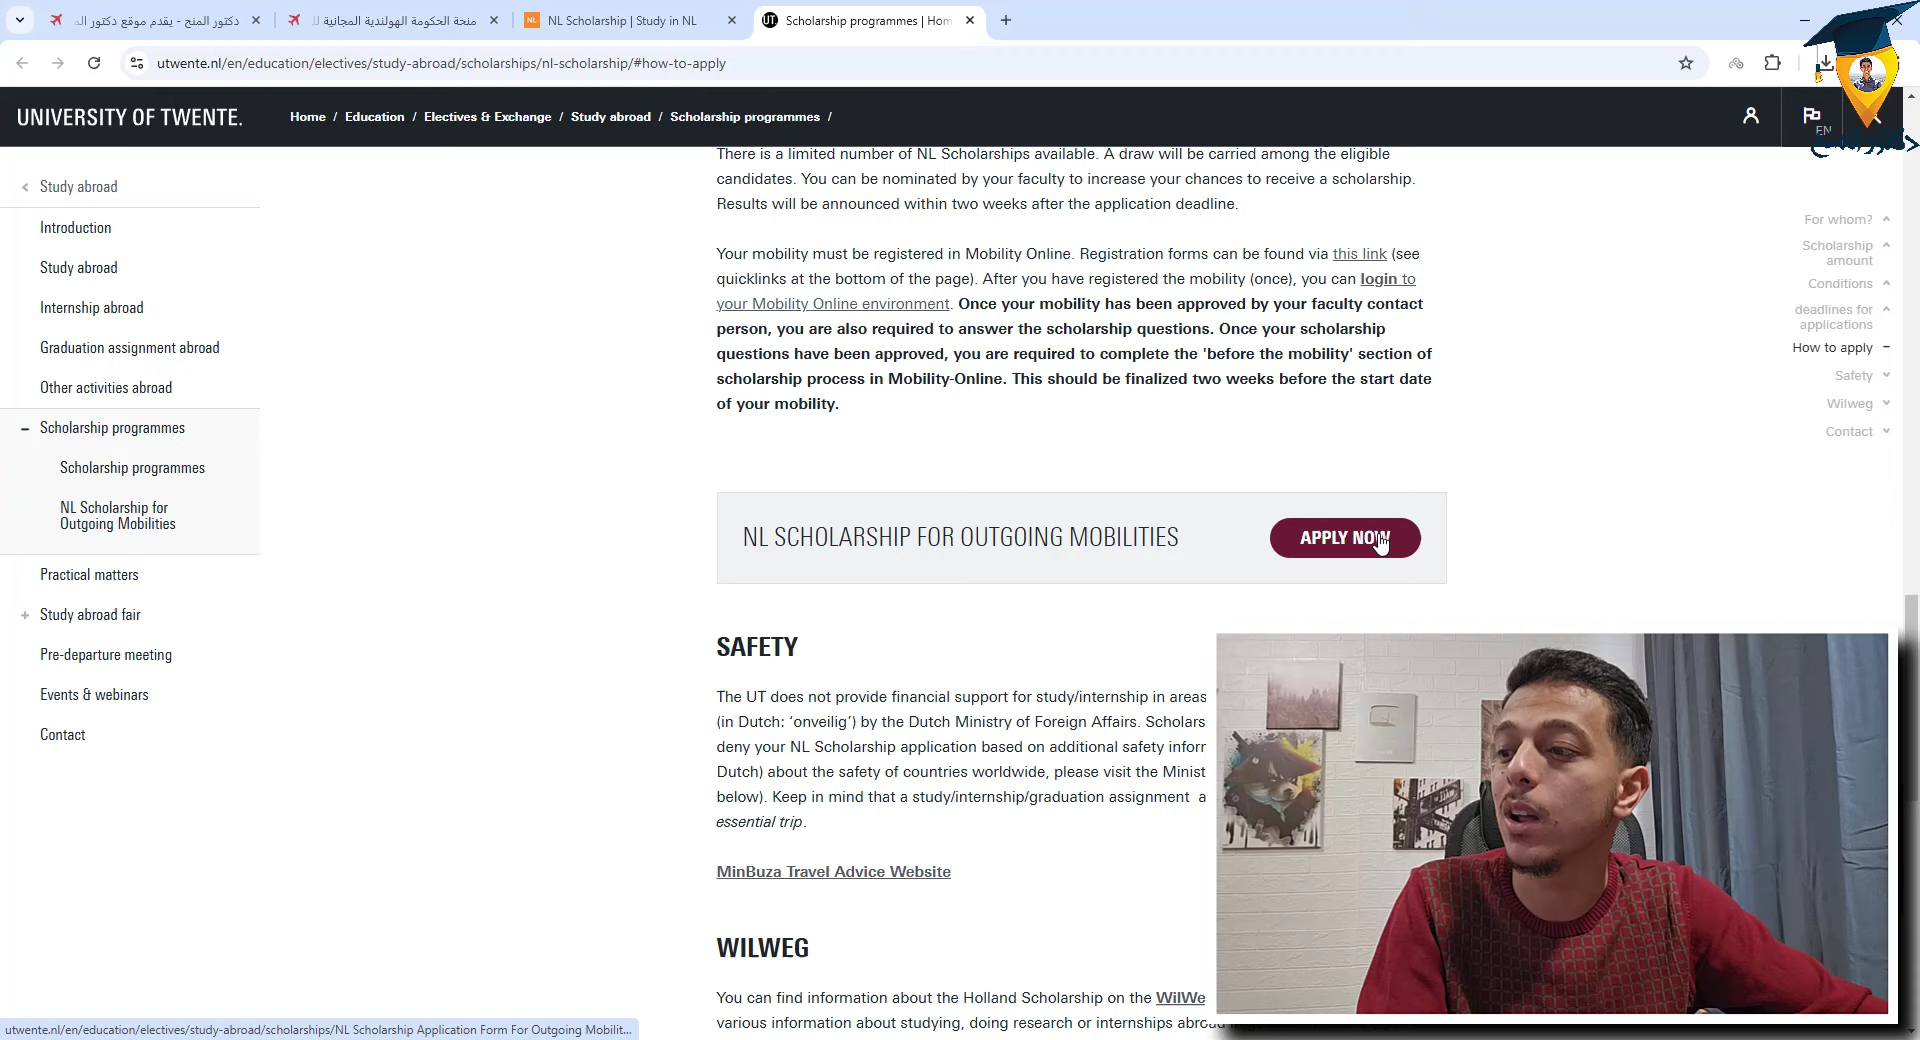 دكتور المنح - يقدم موقع دكتور الم
منحة الحكومة الهولندية المجانية لل
NL Scholarship | Study in NL
Scholarship programmes | Hom
utwente.nl/en/education/electives/study-abroad/scholarships/nl-scholarship/#how-to-apply
UNIVERSITY OF TWENTE.
Home / Education / Electives & Exchange / Study abroad / Scholarship programmes /
EN
Study abroad
Introduction
Study abroad
Internship abroad
Graduation assignment abroad
Other activities abroad
Scholarship programmes
Scholarship programmes
NL Scholarship for
Outgoing Mobilities
Practical matters
Study abroad fair
Pre-departure meeting
Events & webinars
Contact
There is a limited number of NL Scholarships available. A draw will be carried among the eligible
candidates. You can be nominated by your faculty to increase your chances to receive a scholarship.
Results will be announced within two weeks after the application deadline.
Your mobility must be registered in Mobility Online. Registration forms can be found via this link (see
quicklinks at the bottom of the page). After you have registered the mobility (once), you can login to
your Mobility Online environment. Once your mobility has been approved by your faculty contact
person, you are also required to answer the scholarship questions. Once your scholarship
questions have been approved, you are required to complete the 'before the mobility' section of
scholarship process in Mobility-Online. This should be finalized two weeks before the start date
of your mobility.
NL SCHOLARSHIP FOR OUTGOING MOBILITIES
APPLY NOW
SAFETY
The UT does not provide financial support for study/internship in areas
(in Dutch: ‘onveilig’) by the Dutch Ministry of Foreign Affairs. Scholars
deny your NL Scholarship application based on additional safety inforr
Dutch) about the safety of countries worldwide, please visit the Minist
below). Keep in mind that a study/internship/graduation assignment a
essential trip.
MinBuza Travel Advice Website
WILWEG
You can find information about the Holland Scholarship on the WilWe
various information about studying, doing research or internships abroad
For whom?
Scholarship
amount
Conditions
deadlines for
applications
How to apply
Safety
Wilweg
Contact
utwente.nl/en/education/electives/study-abroad/scholarships/NL Scholarship Application Form For Outgoing Mobilit...